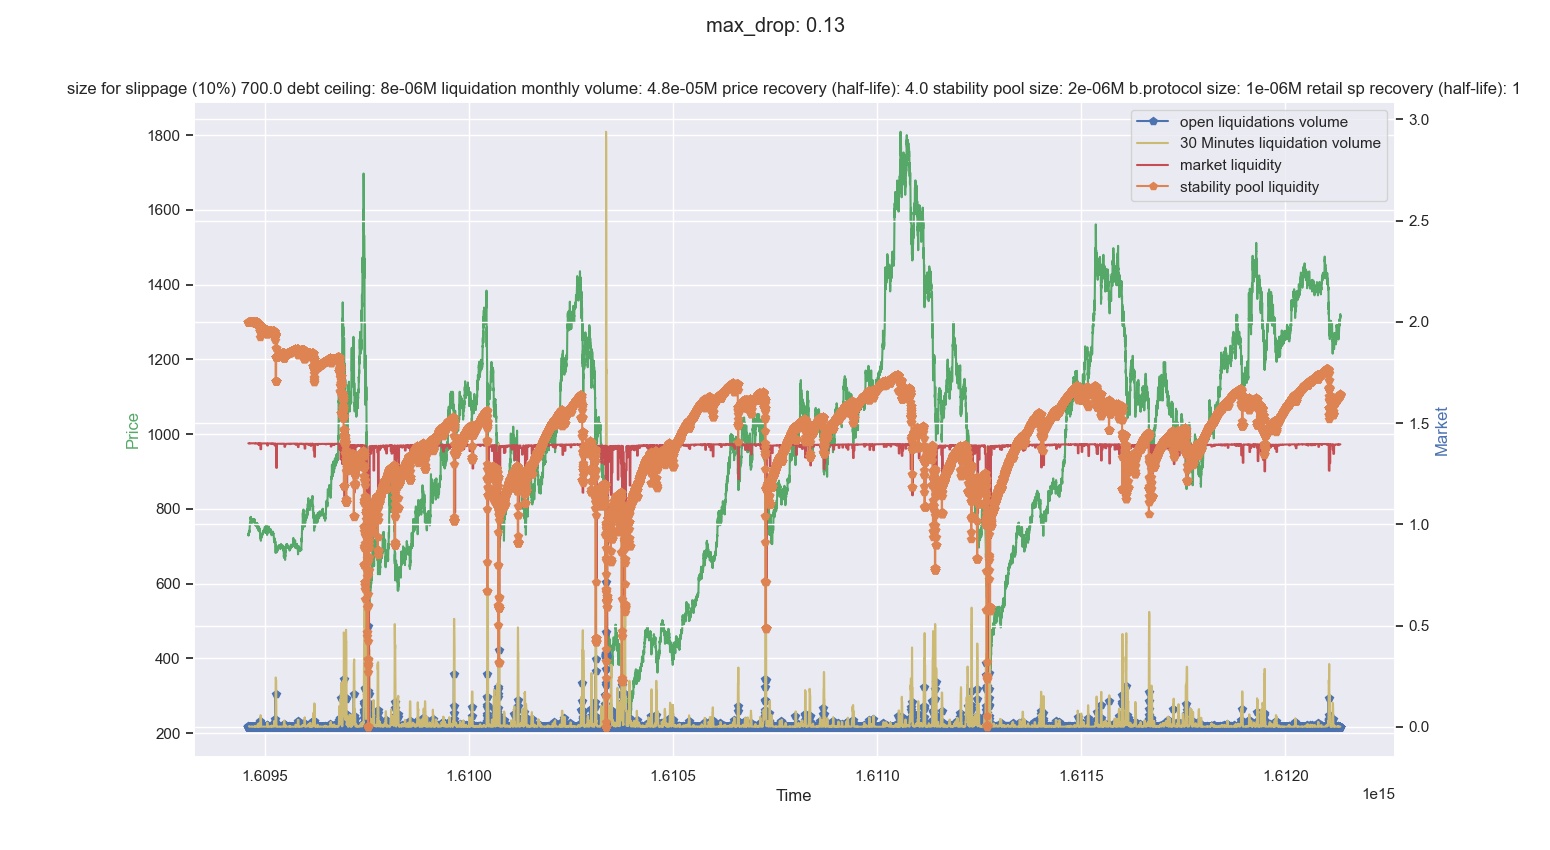 max_drop: 0.13
size for slippage (10%) 700.0 debt ceiling: 8e-06M liquidation monthly volume: 4.8e-05M price recovery (half-life): 4.0 stability pool size: 2e-06M b.protocol size: 1e-06M retail sp recovery (half-life): 1
open liquidations volume
30 Minutes liquidation volume
market liquidity
stability pool liquidity
1800
1600
1400
1200
1000
800
600
400
200
Price
3.0
2.5
2.0
1.5
1.0
0.5
0.0
Market
1.6095 1.6100 1.6105 1.6110 1.6115 1.6120
Time
1e15